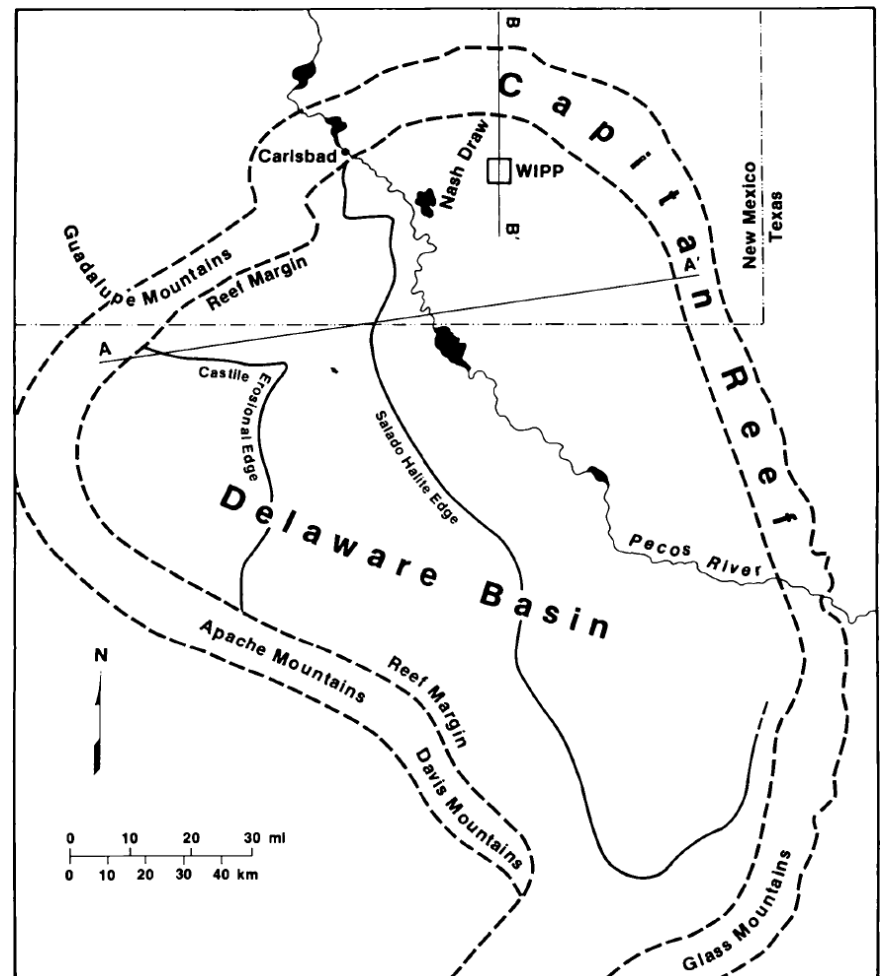 B
Capitan Reef
Carlsbad
Nash Draw
WIPP
B'
New Mexico
Texas
Guadalupe Mountains
Reef Margin
A'
A
Castile Erosional Edge
Salado Halite Edge
Delaware Basin
Pecos River
Apache Mountains
Reef Margin
N
Davis Mountains
0 10 20 30 mi
0 10 20 30 40 km
Glass Mountains